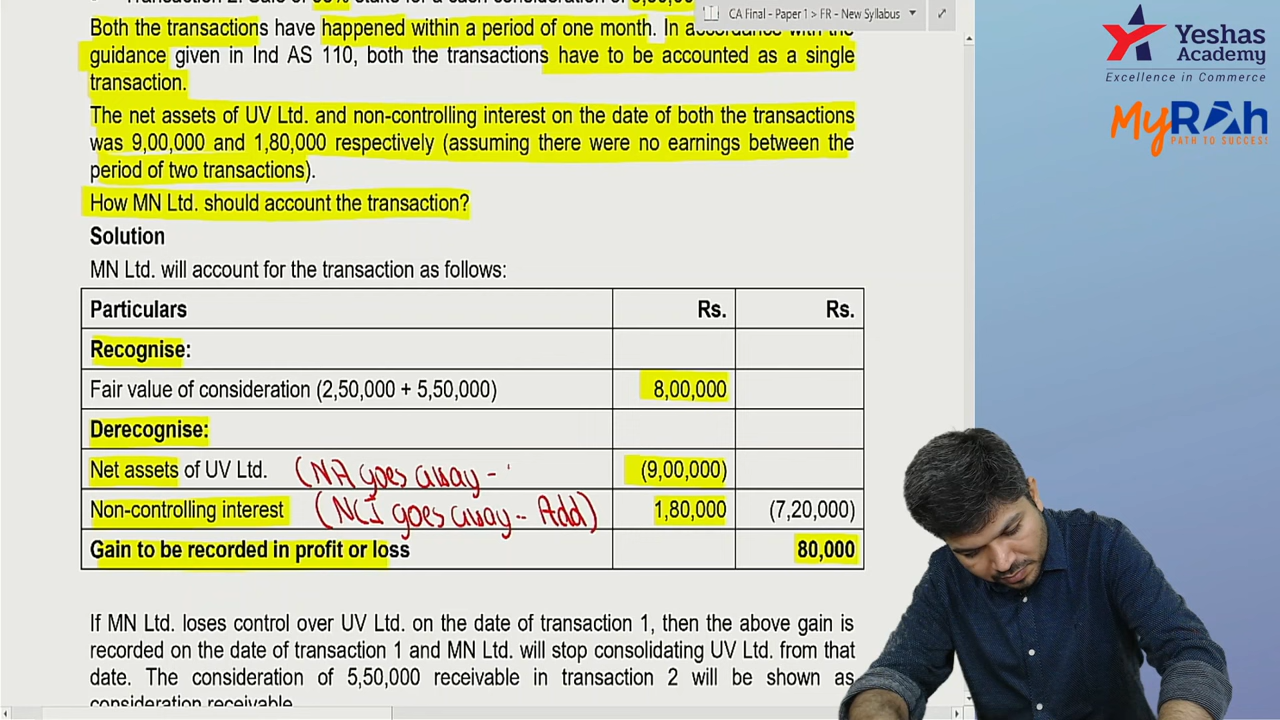 CA Final - Paper 1 > FR - New Syllabus
Both the transactions have happened within a period of one month. In accordance with the
guidance given in Ind AS 110, both the transactions have to be accounted as a single
transaction.
The net assets of UV Ltd. and non-controlling interest on the date of both the transactions
was 9,00,000 and 1,80,000 respectively (assuming there were no earnings between the
period of two transactions).
How MN Ltd. should account the transaction?
Solution
MN Ltd. will account for the transaction as follows:
Particulars Rs. Rs.
Recognise:
Fair value of consideration (2,50,000 + 5,50,000) 8,00,000
Derecognise:
Net assets of UV Ltd. (NA goes away - (9,00,000)
Non-controlling interest (NCI goes away - Add) 1,80,000 (7,20,000)
Gain to be recorded in profit or loss 80,000
If MN Ltd. loses control over UV Ltd. on the date of transaction 1, then the above gain is
recorded on the date of transaction 1 and MN Ltd. will stop consolidating UV Ltd. from that
date. The consideration of 5,50,000 receivable in transaction 2 will be shown as
consideration receivable
Yeshas
Academy
Excellence in Commerce
MyRAh
PATH TO SUCCESS